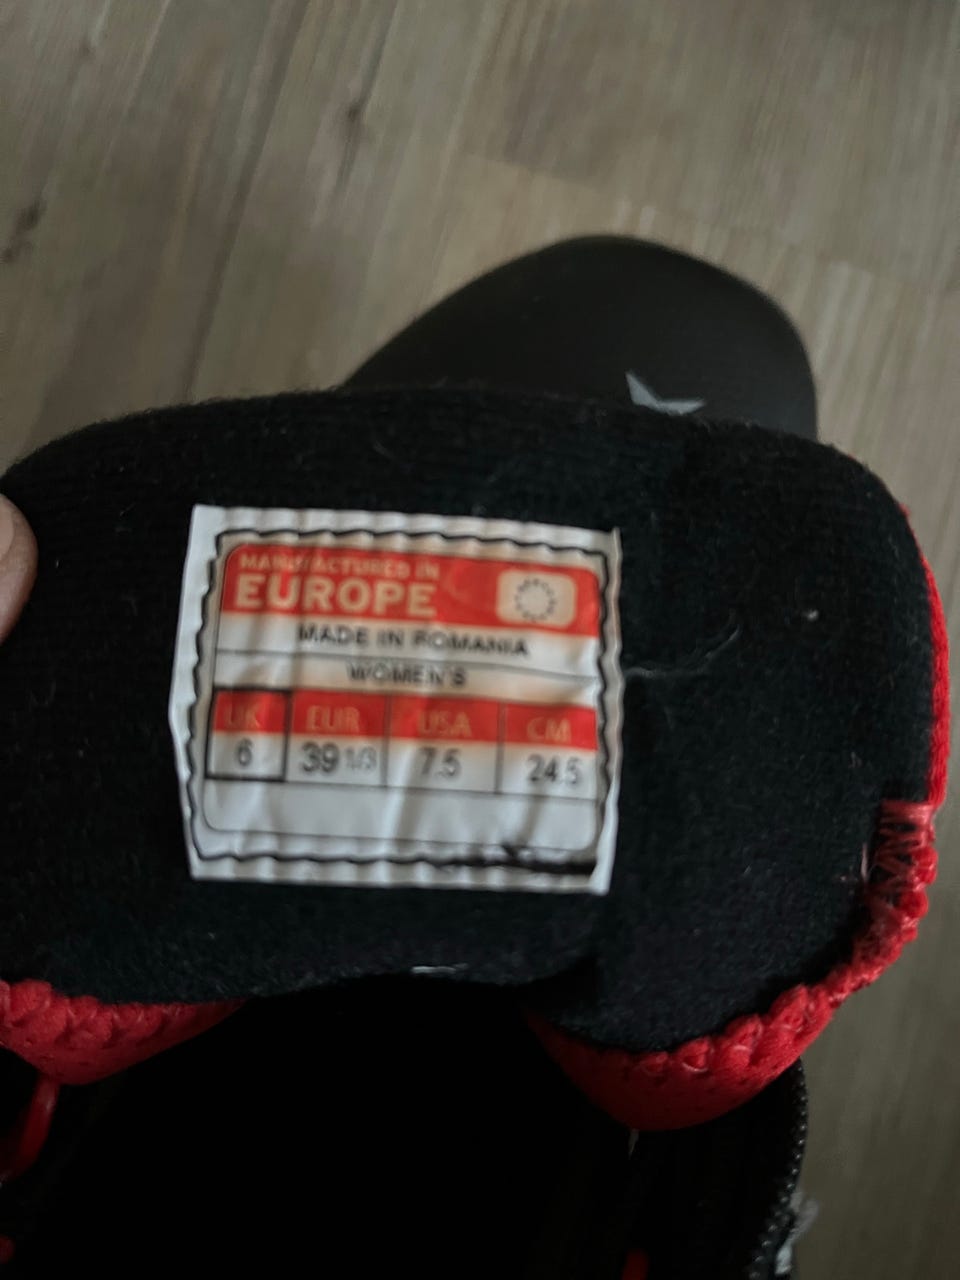 MANUFACTURED IN
EUROPE
MADE IN ROMANIA
WOMEN'S
UK EUR USA CM
6 39 1/3 7.5 24.5